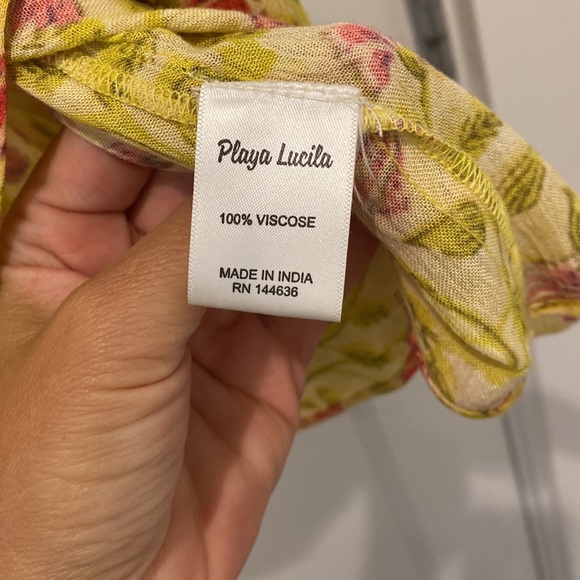 Playa Lucila
100% VISCOSE
MADE IN INDIA
RN 144636